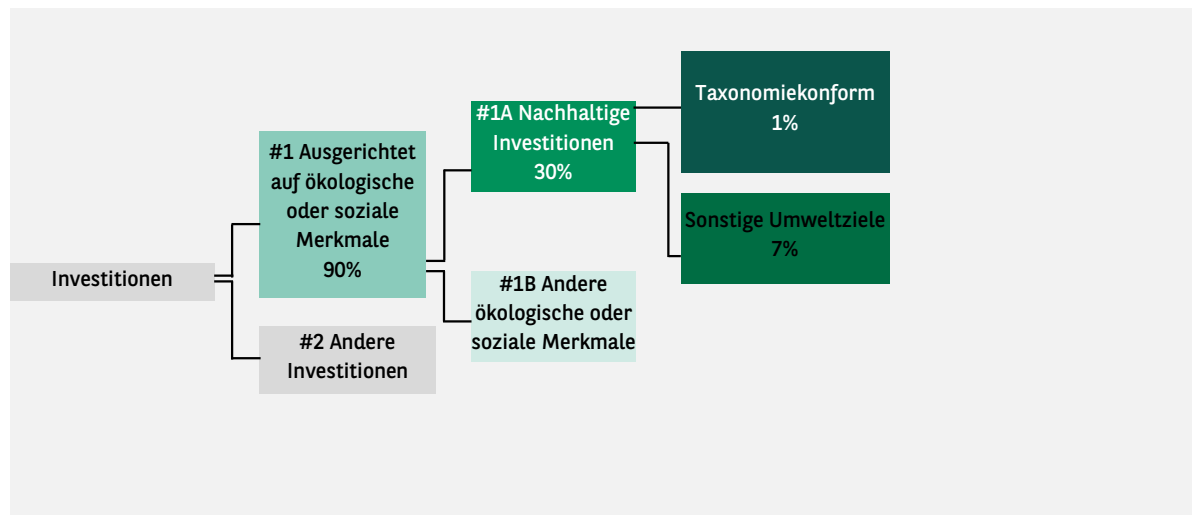 Investitionen
#1 Ausgerichtet
auf ökologische
oder soziale
Merkmale
90%
#2 Andere
Investitionen
#1A Nachhaltige
Investitionen
30%
#1B Andere
ökologische oder
soziale Merkmale
Taxonomiekonform
1%
Sonstige Umweltziele
7%